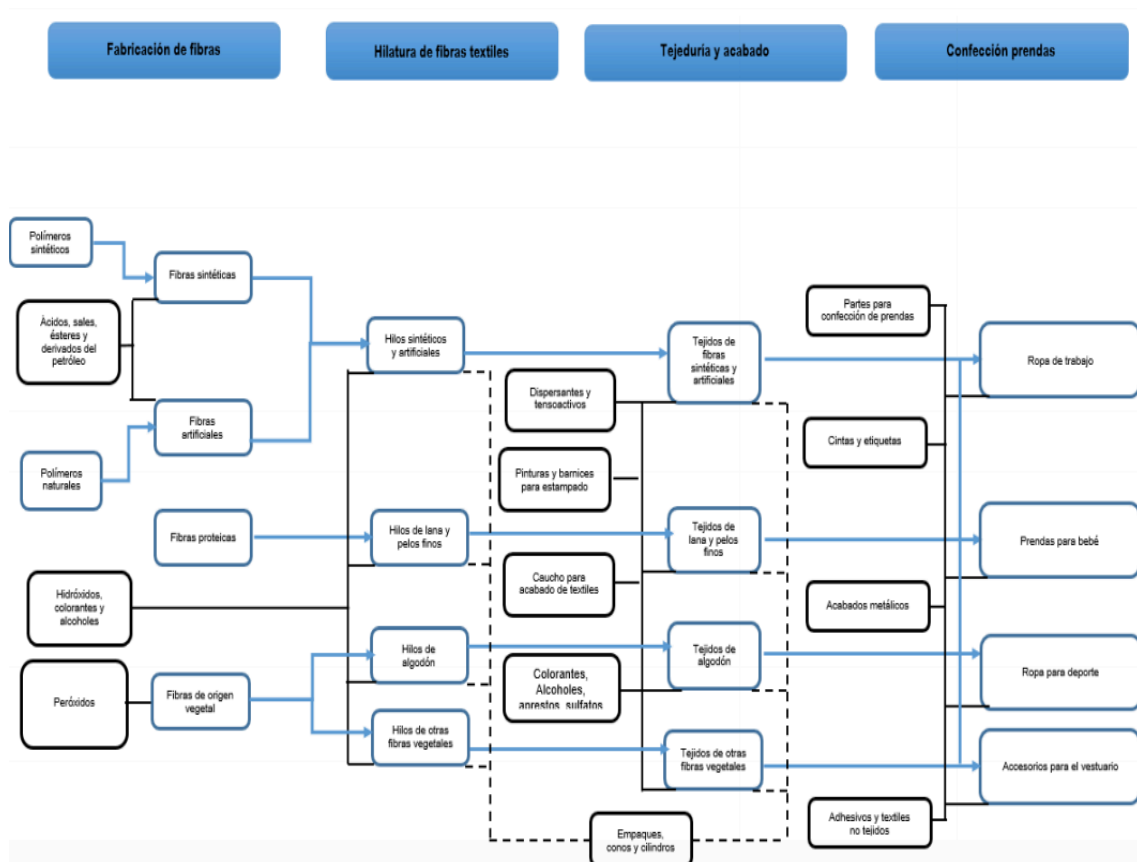 Fabricación de fibras
Hilatura de fibras textiles
Tejeduría y acabado
Confección prendas
Polímeros
sintéticos
Fibras sintéticas
Ácidos, sales,
ésteres y
derivados del
petróleo
Fibras
artificiales
Polímeros
naturales
Fibras proteicas
Hidróxidos,
colorantes y
alcoholes
Peróxidos
Fibras de origen
vegetal
Hilos sintéticos
y artificiales
Hilos de lana y
pelos finos
Hilos de
algodón
Hilos de otras
fibras vegetales
Dispersantes y
tensoactivos
Pinturas y barnices
para estampado
Caucho para
acabado de textiles
Colorantes,
Alcoholes,
aprestos, sulfatos
Empaques,
conos y cilindros
Tejidos de
fibras
sintéticas y
artificiales
Tejidos de
lana y pelos
finos
Tejidos de
algodón
Tejidos de otras
fibras vegetales
Partes para
confección de prendas
Cintas y etiquetas
Acabados metálicos
Adhesivos y textiles
no tejidos
Ropa de trabajo
Prendas para bebé
Ropa para deporte
Accesorios para el vestuario